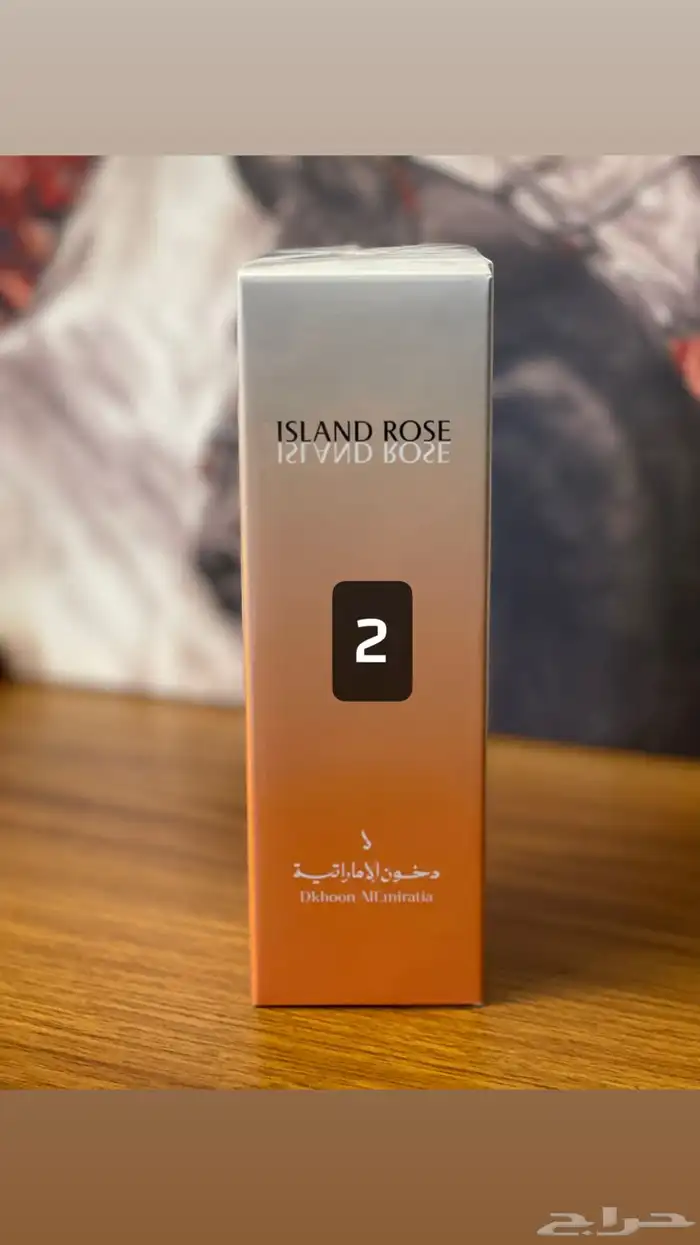 ISLAND ROSE
ISLAND ROSE
2
د
دخون الإماراتية
Dkhoon AlEmiratia
حراج